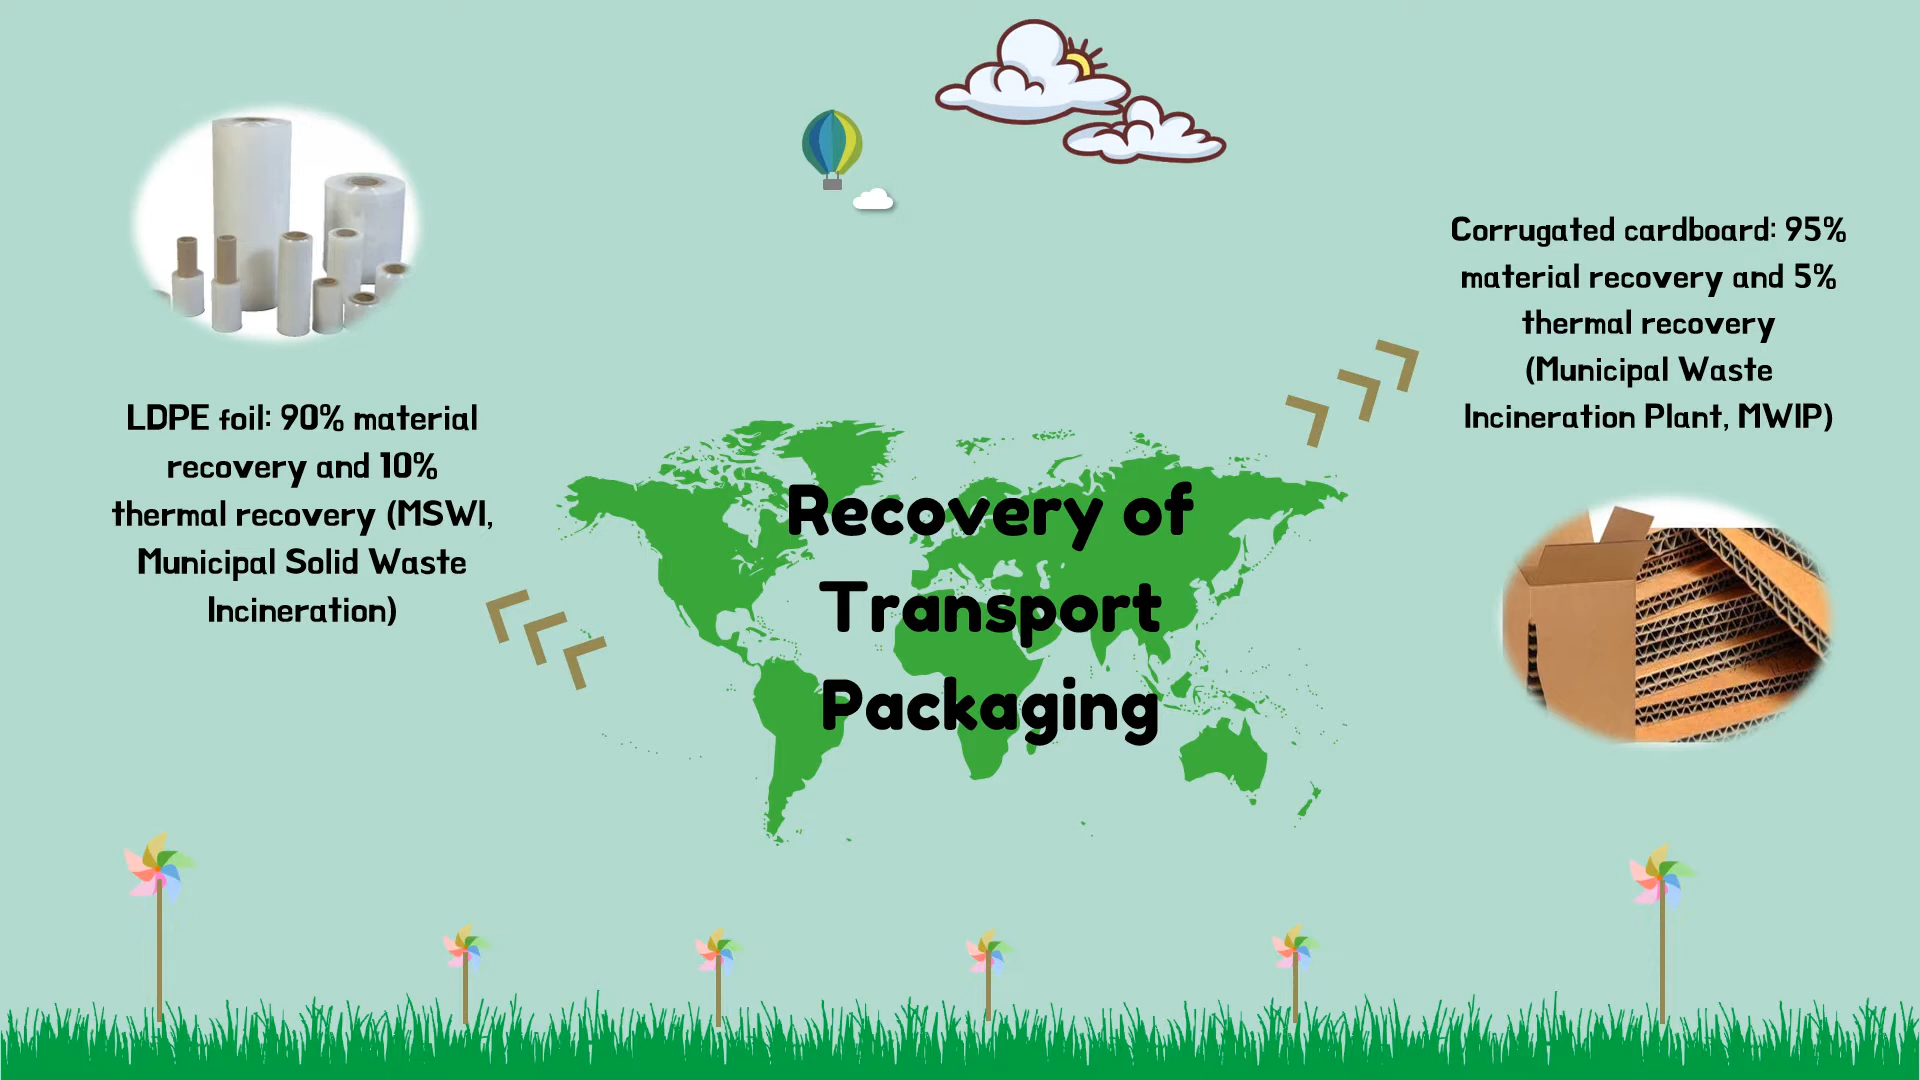 Corrugated cardboard: 95%
material recovery and 5%
thermal recovery
(Municipal Waste
Incineration Plant, MWIP)
LDPE foil: 90% material
recovery and 10%
thermal recovery (MSWI,
Municipal Solid Waste
Incineration)
Recovery of
Transport
Packaging